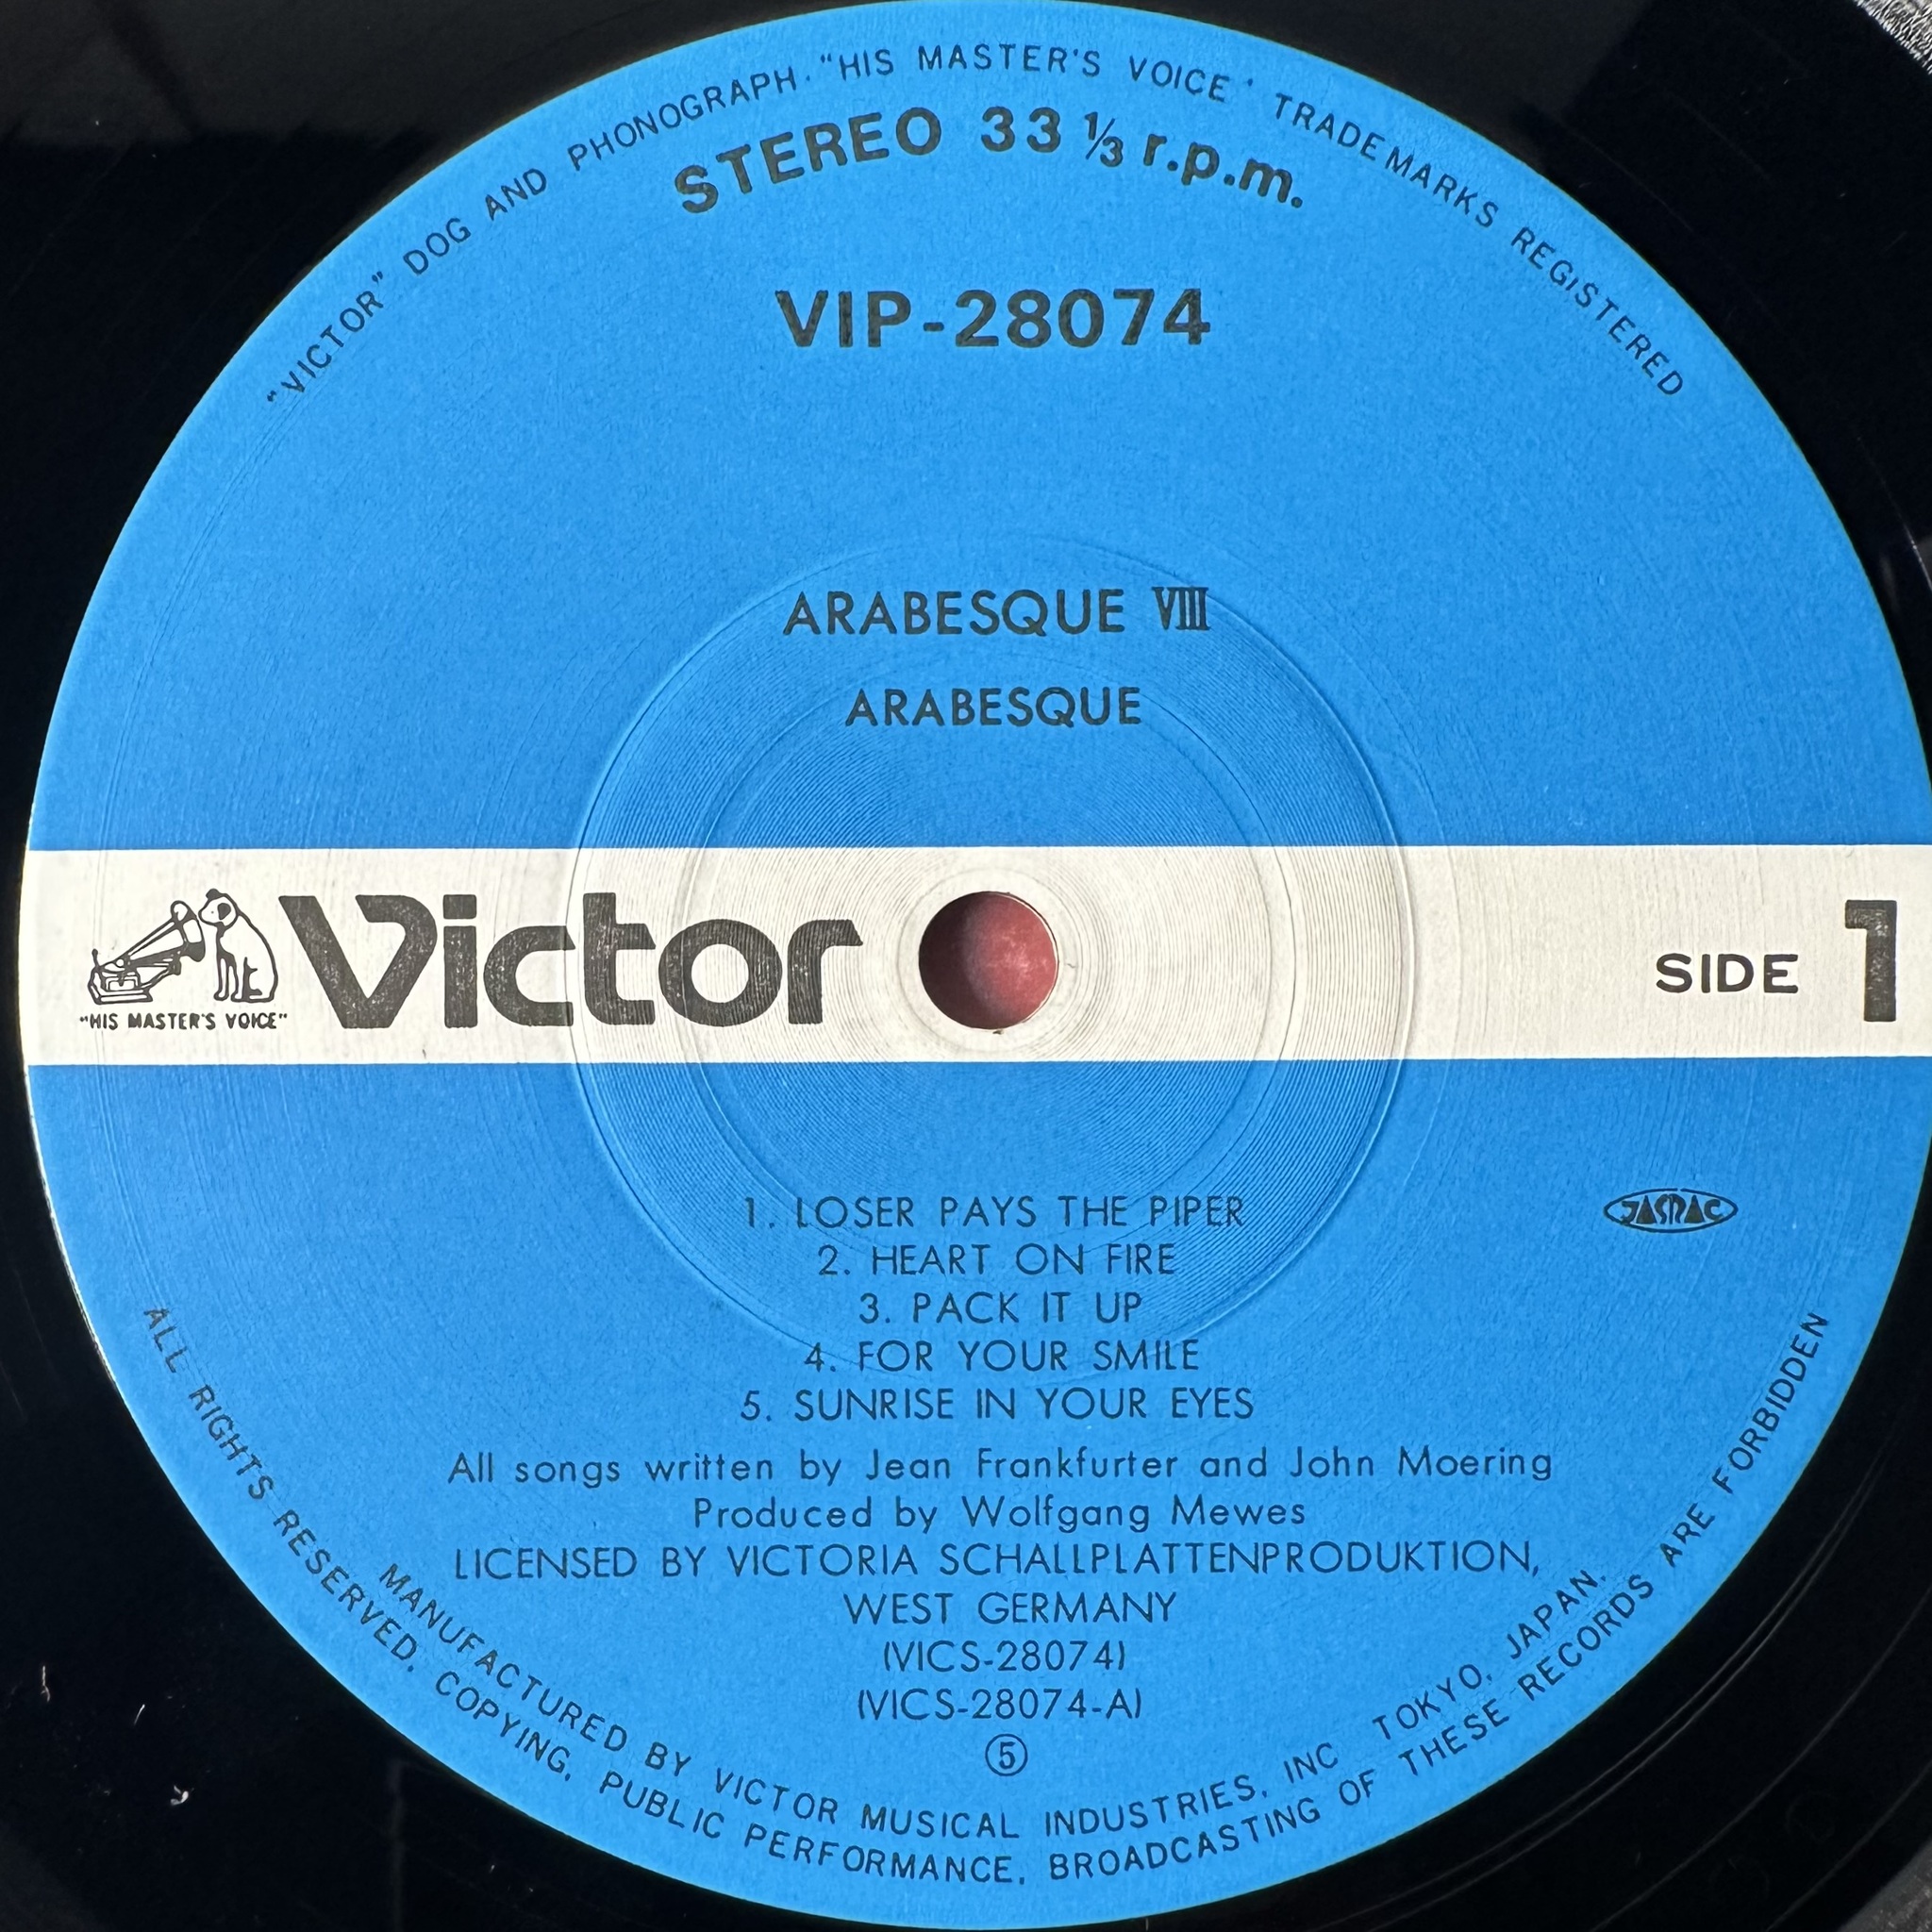 "VICTOR" DOG AND PHONOGRAPH. "HIS MASTER'S VOICE" TRADE MARKS REGISTERED
STEREO 33 ⅓ r.p.m.
VIP-28074
ARABESQUE VIII
ARABESQUE
"HIS MASTER'S VOICE"
Victor
SIDE 1
JASRAC
1. LOSER PAYS THE PIPER
2. HEART ON FIRE
3. PACK IT UP
4. FOR YOUR SMILE
5. SUNRISE IN YOUR EYES
All songs written by Jean Frankfurter and John Moering
Produced by Wolfgang Mewes
LICENSED BY VICTORIA SCHALLPLATTENPRODUKTION,
WEST GERMANY
(VICS-28074)
(VICS-28074-A)
⑤
MANUFACTURED BY VICTOR MUSICAL INDUSTRIES, INC TOKYO, JAPAN.
ALL RIGHTS RESERVED. COPYING, PUBLIC PERFORMANCE, BROADCASTING OF THESE RECORDS ARE FORBIDDEN